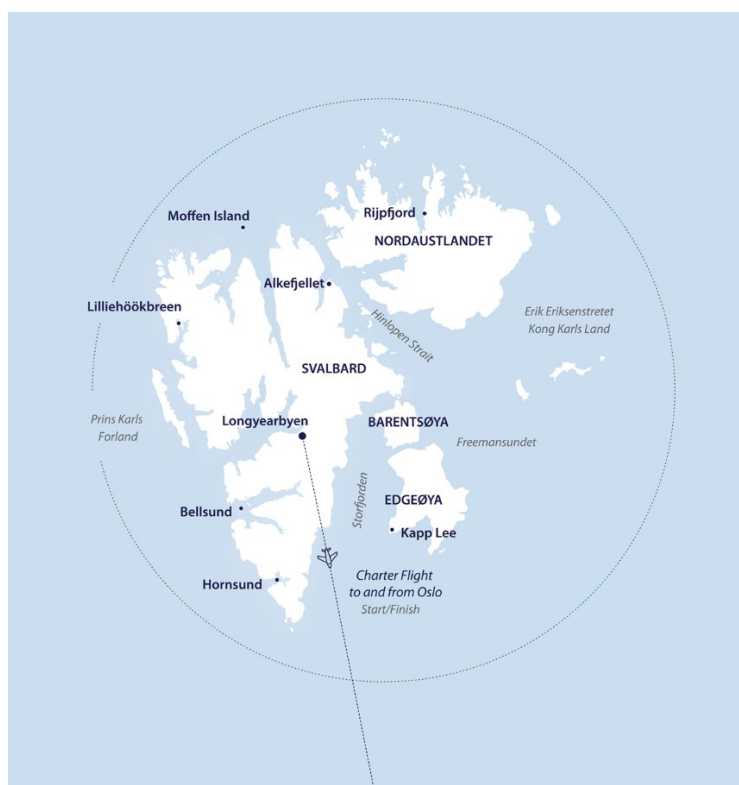 Moffen Island
Rijpfjord
NORDAUSTLANDET
Alkefjellet
Lilliehöökbreen
Hinlopen Strait
Erik Eriksenstretet
Kong Karls Land
SVALBARD
Prins Karls
Forland
Longyearbyen
BARENTSØYA
Freemansundet
Storfjorden
EDGEØYA
Bellsund
Kapp Lee
Hornsund
Charter Flight
to and from Oslo
Start/Finish